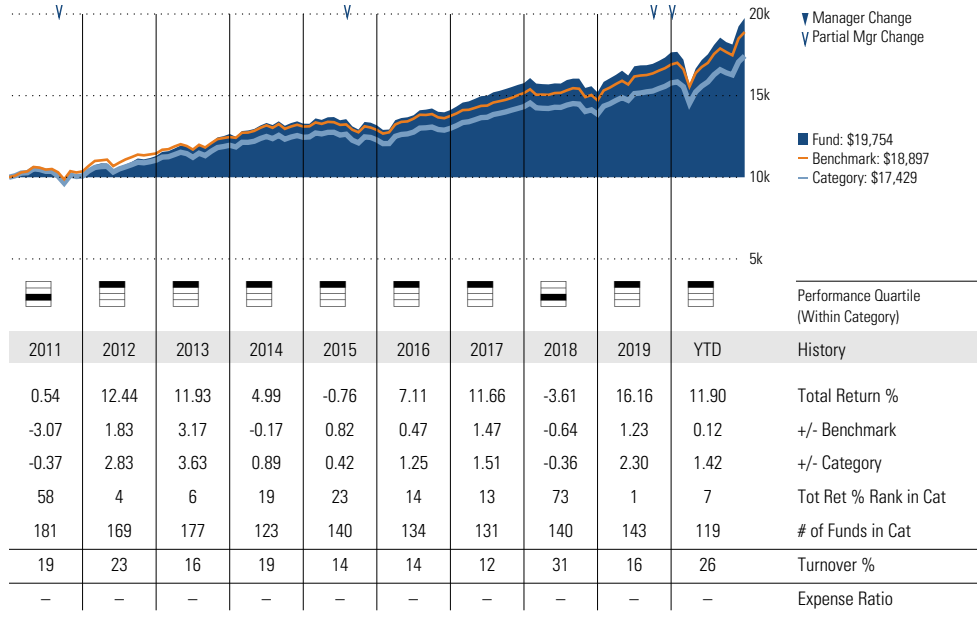 20k
▼ Manager Change
Partial Mgr Change
15k
Fund: $19,754
Benchmark: $18,897
Category: $17,429
10k
5k
Performance Quartile
(Within Category)
2011 2012 2013 2014 2015 2016 2017 2018 2019 YTD History
0.54 12.44 11.93 4.99 -0.76 7.11 11.66 -3.61 16.16 11.90 Total Return %
-3.07 1.83 3.17 -0.17 0.82 0.47 1.47 -0.64 1.23 0.12 +/- Benchmark
-0.37 2.83 3.63 0.89 0.42 1.25 1.51 -0.36 2.30 1.42 +/- Category
58 4 6 19 23 14 13 73 1 7 Tot Ret % Rank in Cat
181 169 177 123 140 134 131 140 143 119 # of Funds in Cat
19 23 16 19 14 14 12 31 16 26 Turnover %
– – – – – – – – – – Expense Ratio